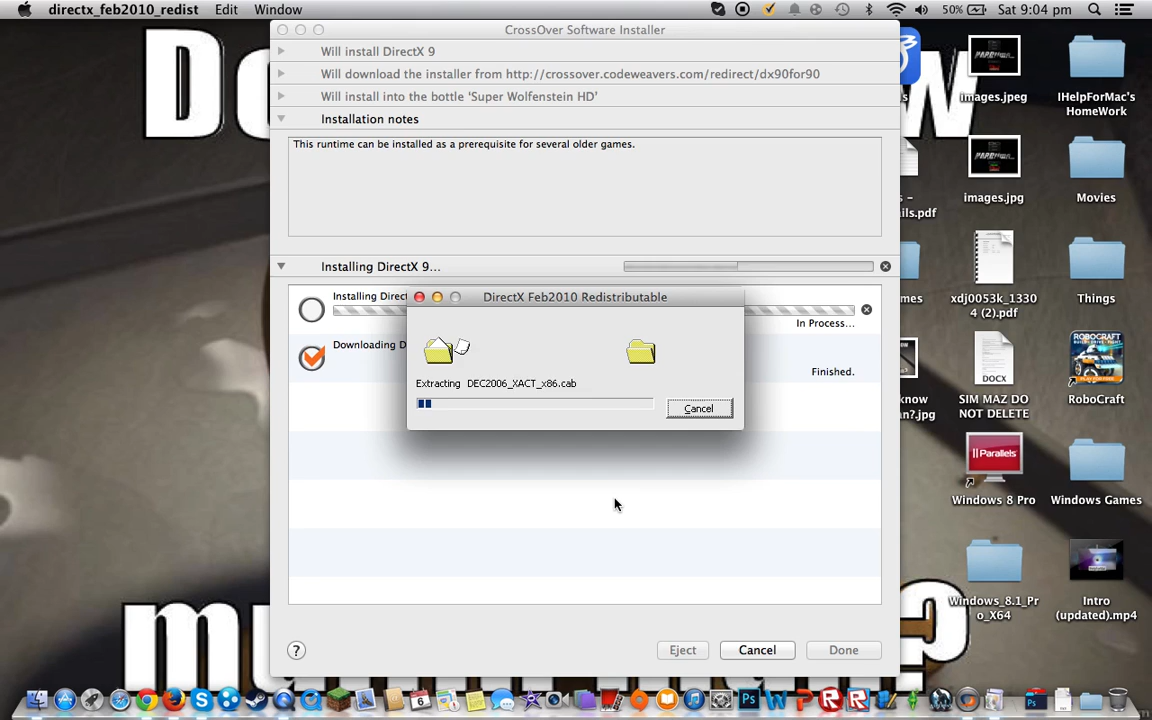 directx_feb2010_redist Edit Window
50% Sat 9:04 pm
CrossOver Software Installer
Will install DirectX 9
Will download the installer from http://crossover.codeweavers.com/redirect/dx90for90
Will install into the bottle 'Super Wolfenstein HD'
Installation notes
This runtime can be installed as a prerequisite for several older games.
Installing DirectX 9...
Installing Direct
In Process...
Downloading D
Finished.
DirectX Feb2010 Redistributable
Extracting DEC2006_XACT_x86.cab
Cancel
?
Eject
Cancel
Done
images.jpeg
IHelpForMac's HomeWork
images.jpg
Movies
xdj0053k_1330
4 (2).pdf
Things
DOCX
SIM MAZ DO
NOT DELETE
ROBOCRAFT
RoboCraft
Parallels
Windows 8 Pro
Windows Games
Windows_8.1_Pr
o_X64
Intro
(updated).mp4